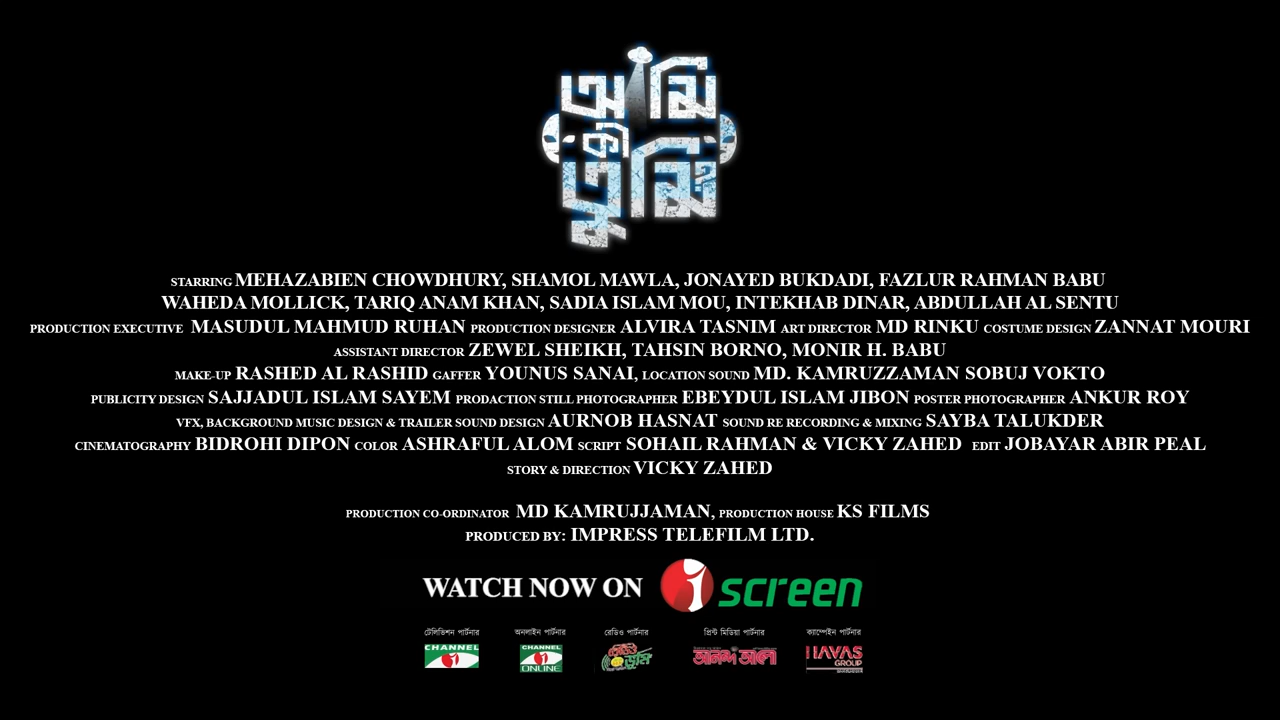 আমি
কি
তুমি?
STARRING MEHAZABIEN CHOWDHURY, SHAMOL MAWLA, JONAYED BUKDADI, FAZLUR RAHMAN BABU
WAHEDA MOLLICK, TARIQ ANAM KHAN, SADIA ISLAM MOU, INTEKHAB DINAR, ABDULLAH AL SENTU
PRODUCTION EXECUTIVE MASUDUL MAHMUD RUHAN PRODUCTION DESIGNER ALVIRA TASNIM ART DIRECTOR MD RINKU COSTUME DESIGN ZANNAT MOURI
ASSISTANT DIRECTOR ZEWEL SHEIKH, TAHSIN BORNO, MONIR H. BABU
MAKE-UP RASHED AL RASHID GAFFER YOUNUS SANAI, LOCATION SOUND MD. KAMRUZZAMAN SOBUJ VOKTO
PUBLICITY DESIGN SAJJADUL ISLAM SAYEM PRODACTION STILL PHOTOGRAPHER EBEYDUL ISLAM JIBON POSTER PHOTOGRAPHER ANKUR ROY
VFX, BACKGROUND MUSIC DESIGN & TRAILER SOUND DESIGN AURNOB HASNAT SOUND RE RECORDING & MIXING SAYBA TALUKDER
CINEMATOGRAPHY BIDROHI DIPON COLOR ASHRAFUL ALOM SCRIPT SOHAIL RAHMAN & VICKY ZAHED EDIT JOBAYAR ABIR PEAL
STORY & DIRECTION VICKY ZAHED
PRODUCTION CO-ORDINATOR MD KAMRUJJAMAN, PRODUCTION HOUSE KS FILMS
PRODUCED BY: IMPRESS TELEFILM LTD.
WATCH NOW ON i screen
টেলিভিশন পার্টনার অনলাইন পার্টনার রেডিও পার্টনার প্রিন্ট মিডিয়া পার্টনার ক্যাম্পেইন পার্টনার
CHANNEL i
CHANNEL i ONLINE
রেডিও ভূমি
আনন্দ আলো
HAVAS
GROUP